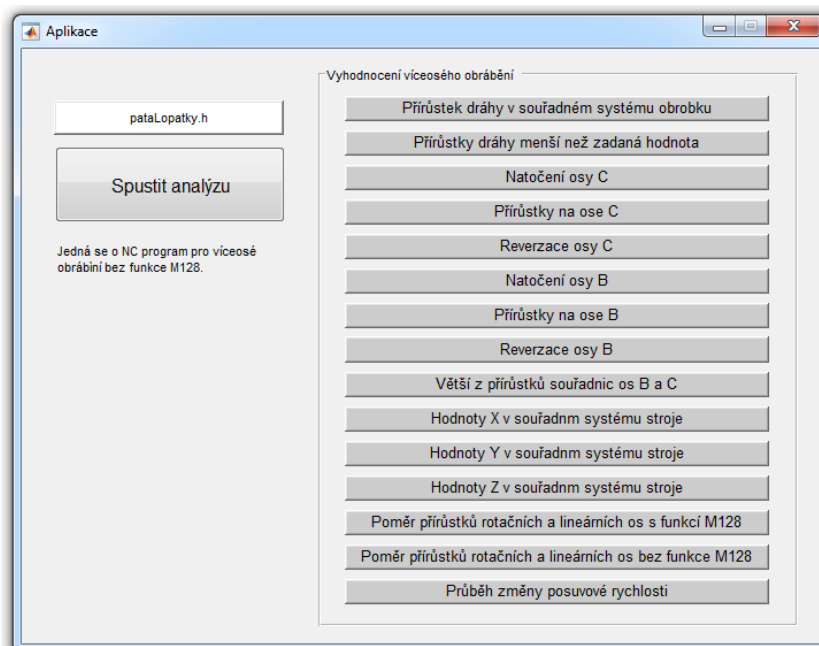 Aplikace
pataLopatky.h
Spustit analýzu
Jedná se o NC program pro víceosé
obrábìní bez funkce M128.
Vyhodnocení víceosého obrábění
Přírůstek dráhy v souřadném systému obrobku
Přírůstky dráhy menší než zadaná hodnota
Natočení osy C
Přírůstky na ose C
Reverzace osy C
Natočení osy B
Přírůstky na ose B
Reverzace osy B
Větší z přírůstků souřadnic os B a C
Hodnoty X v souřadnm systému stroje
Hodnoty Y v souřadnm systému stroje
Hodnoty Z v souřadnm systému stroje
Poměr přírůstků rotačních a lineárních os s funkcí M128
Poměr přírůstků rotačních a lineárních os bez funkce M128
Průběh změny posuvové rychlosti